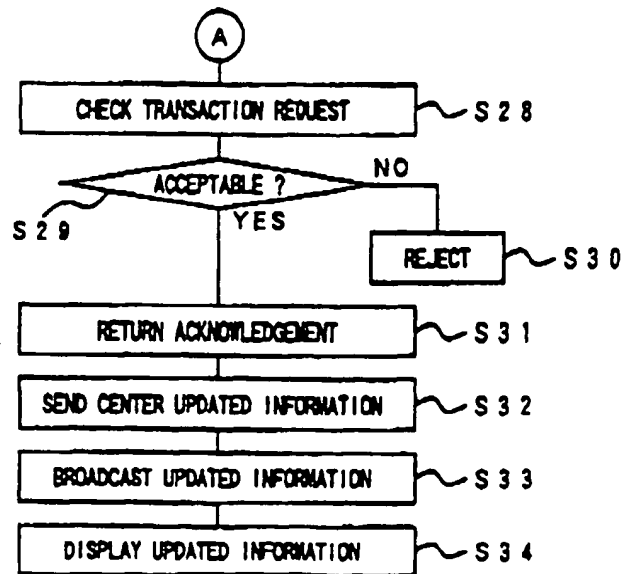 A
CHECK TRANSACTION REQUEST S28
ACCEPTABLE ? NO
S29 YES
REJECT S30
RETURN ACKNOWLEDGEMENT S31
SEND CENTER UPDATED INFORMATION S32
BROADCAST UPDATED INFORMATION S33
DISPLAY UPDATED INFORMATION S34